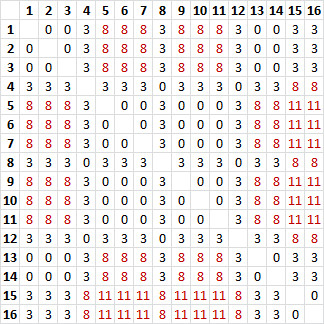 1 2 3 4 5 6 7 8 9 10 11 12 13 14 15 16
1 0 0 3 8 8 8 3 8 8 8 3 0 0 3 3
2 0 0 3 8 8 8 3 8 8 8 3 0 0 3 3
3 0 0 3 8 8 8 3 8 8 8 3 0 0 3 3
4 3 3 3 3 3 3 0 3 3 3 0 3 3 8 8
5 8 8 8 3 0 0 3 0 0 0 3 8 8 11 11
6 8 8 8 3 0 0 3 0 0 0 3 8 8 11 11
7 8 8 8 3 0 0 3 0 0 0 3 8 8 11 11
8 3 3 3 0 3 3 3 3 3 3 0 3 3 8 8
9 8 8 8 3 0 0 0 3 0 0 3 8 8 11 11
10 8 8 8 3 0 0 0 3 0 0 3 8 8 11 11
11 8 8 8 3 0 0 0 3 0 0 3 8 8 11 11
12 3 3 3 0 3 3 3 0 3 3 3 3 3 8 8
13 0 0 0 3 8 8 8 3 8 8 8 3 0 3 3
14 0 0 0 3 8 8 8 3 8 8 8 3 0 3 3
15 3 3 3 8 11 11 11 8 11 11 11 8 3 3 0
16 3 3 3 8 11 11 11 8 11 11 11 8 3 3 0